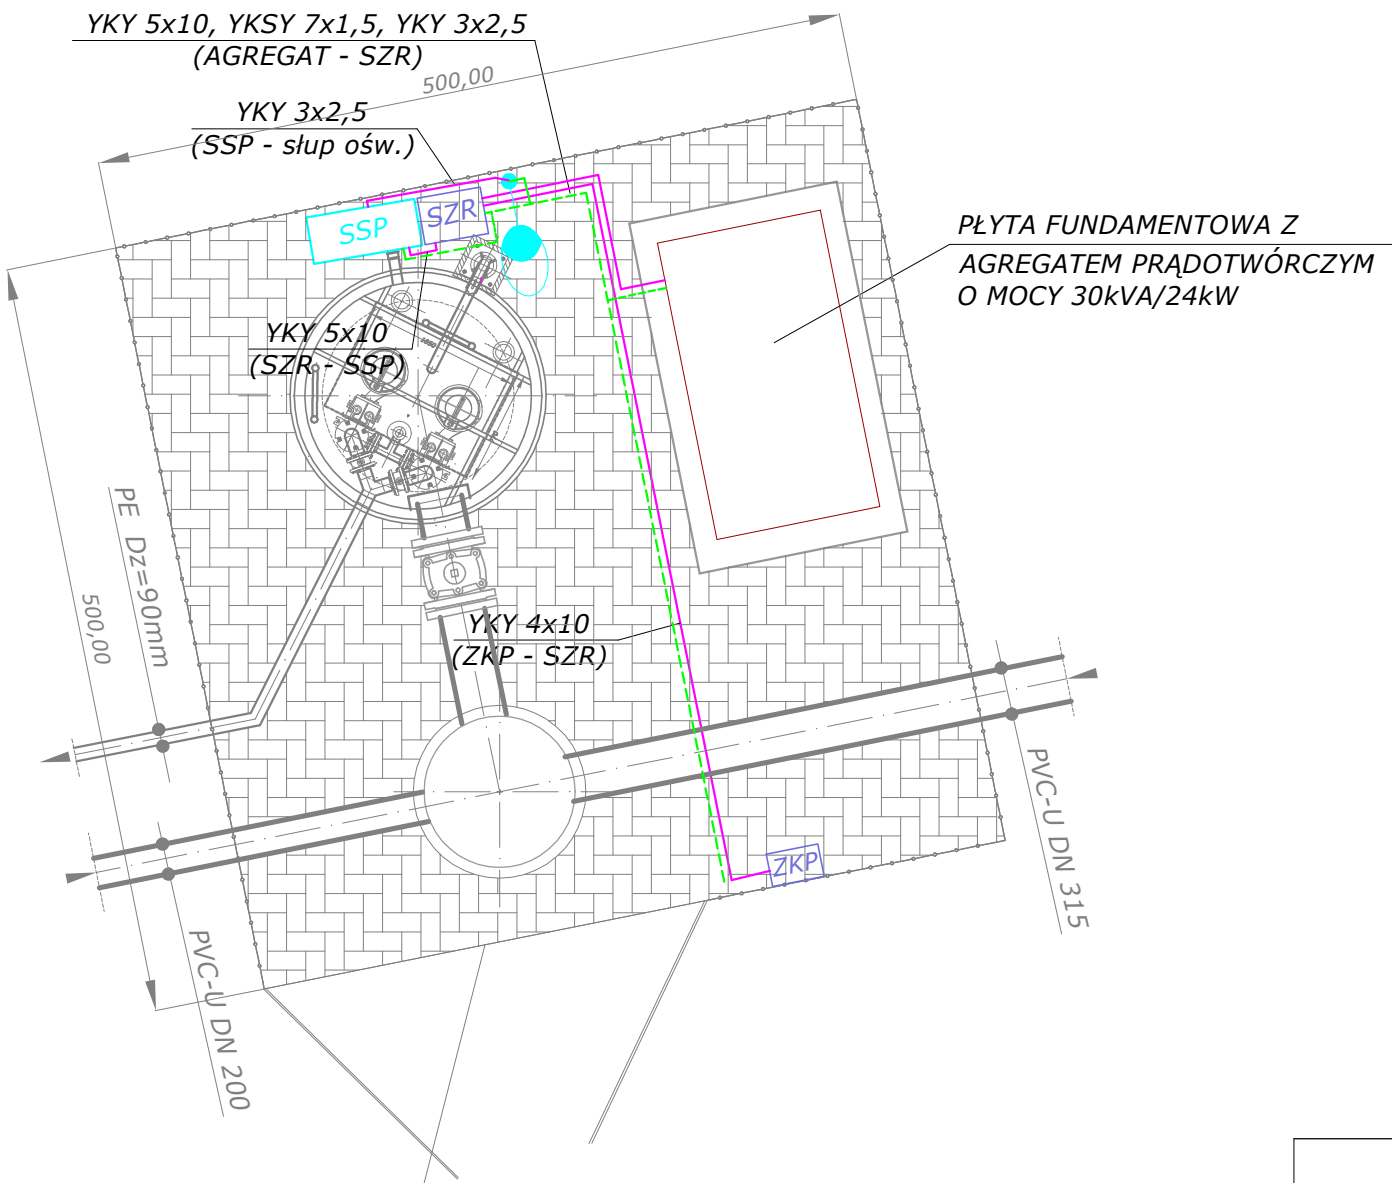 YKY 5x10, YKSY 7x1,5, YKY 3x2,5
(AGREGAT - SZR)
500,00
YKY 3x2,5
(SSP - słup ośw.)
SSP
SZR
PŁYTA FUNDAMENTOWA Z
AGREGATEM PRĄDOTWÓRCZYM
O MOCY 30kVA/24kW
YKY 5x10
(SZR - SSP)
PE Dz=90mm
500,00
YKY 4x10
(ZKP - SZR)
ZKP
PVC-U DN 315
PVC-U DN 200